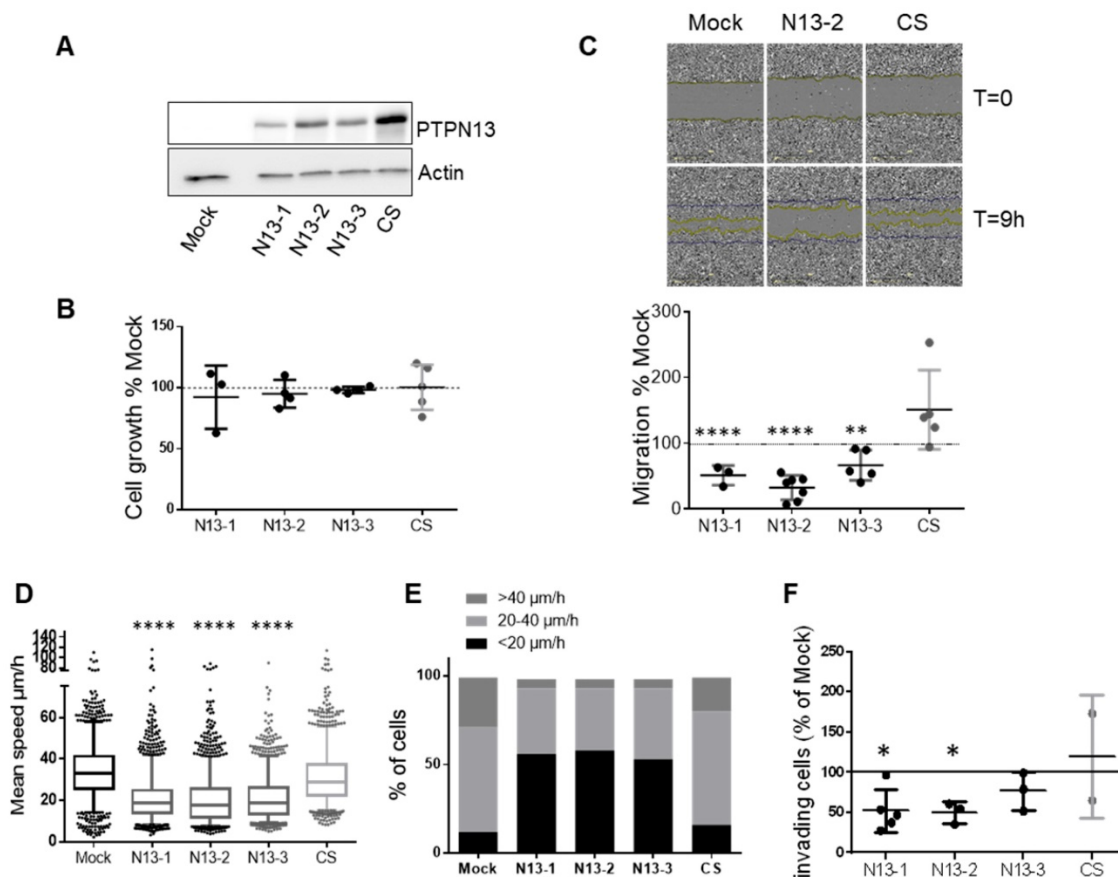 A
PTPN13
Actin
Mock
N13-1
N13-2
N13-3
CS
B
Cell growth % Mock
150
100
50
0
N13-1 N13-2 N13-3 CS
C
Mock N13-2 CS
T=0
T=9h
Migration % Mock
300
200
100
0
**** **** **
N13-1 N13-2 N13-3 CS
D
Mean speed µm/h
140
120
100
80
60
40
20
0
**** **** ****
Mock N13-1 N13-2 N13-3 CS
E
>40 µm/h
20-40 µm/h
<20 µm/h
% of cells
100
50
0
Mock N13-1 N13-2 N13-3 CS
F
invading cells (% of Mock)
250
200
150
100
50
0
* *
N13-1 N13-2 N13-3 CS